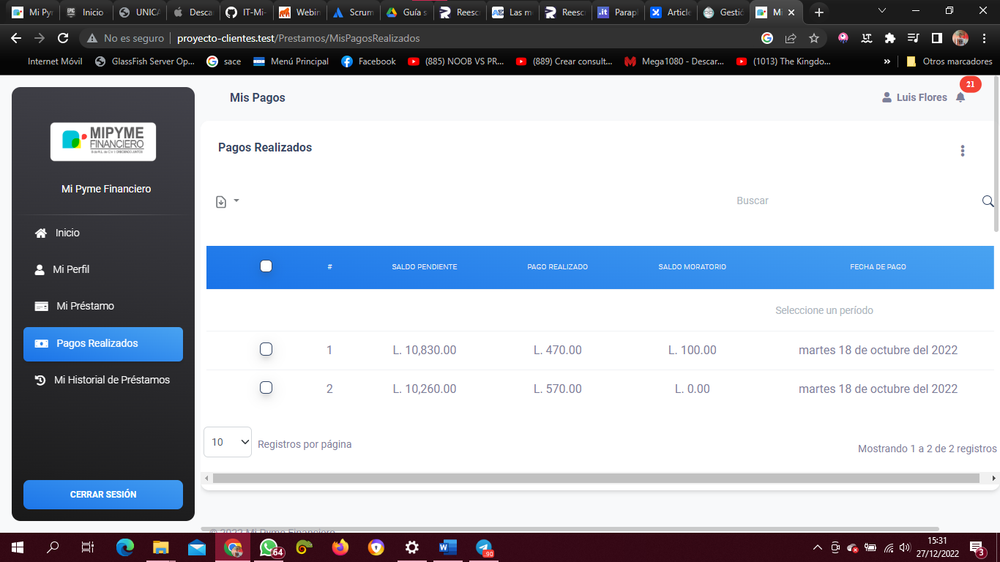 Mi Pyr
Inicio
UNICA
Descar
IT-Mi-
Webin
Scrum
Guía s
Reesc
Las m
Reesc
Parap
Article
Gestió
Mi
No es seguro
proyecto-clientes.test/Prestamos/MisPagosRealizados
Internet Móvil
GlassFish Server Op...
sace
Menú Principal
Facebook
(885) NOOB VS PR...
(889) Crear consult...
Mega1080 - Descar...
(1013) The Kingdo...
»
Otros marcadores
MIPYME
FINANCIERO
Mi Pyme Financiero
Inicio
Mi Perfil
Mi Préstamo
Pagos Realizados
Mi Historial de Préstamos
CERRAR SESIÓN
Mis Pagos
Luis Flores
21
Pagos Realizados
Buscar
# SALDO PENDIENTE PAGO REALIZADO SALDO MORATORIO FECHA DE PAGO
Seleccione un período
1 L. 10,830.00 L. 470.00 L. 100.00 martes 18 de octubre del 2022
2 L. 10,260.00 L. 570.00 L. 0.00 martes 18 de octubre del 2022
10 Registros por página
Mostrando 1 a 2 de 2 registros
© 2022 Mi Pyme Financiero
64
.90
15:31
27/12/2022
3